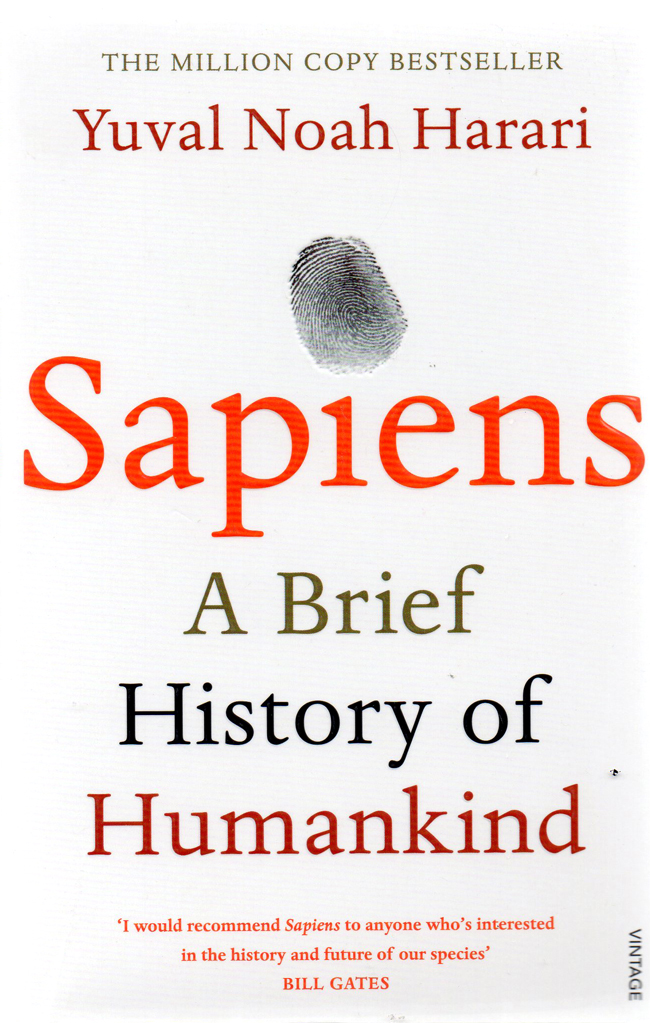 THE MILLION COPY BESTSELLER
Yuval Noah Harari
Sapiens
A Brief
History of
Humankind
‘I would recommend Sapiens to anyone who’s interested
in the history and future of our species’
BILL GATES
VINTAGE